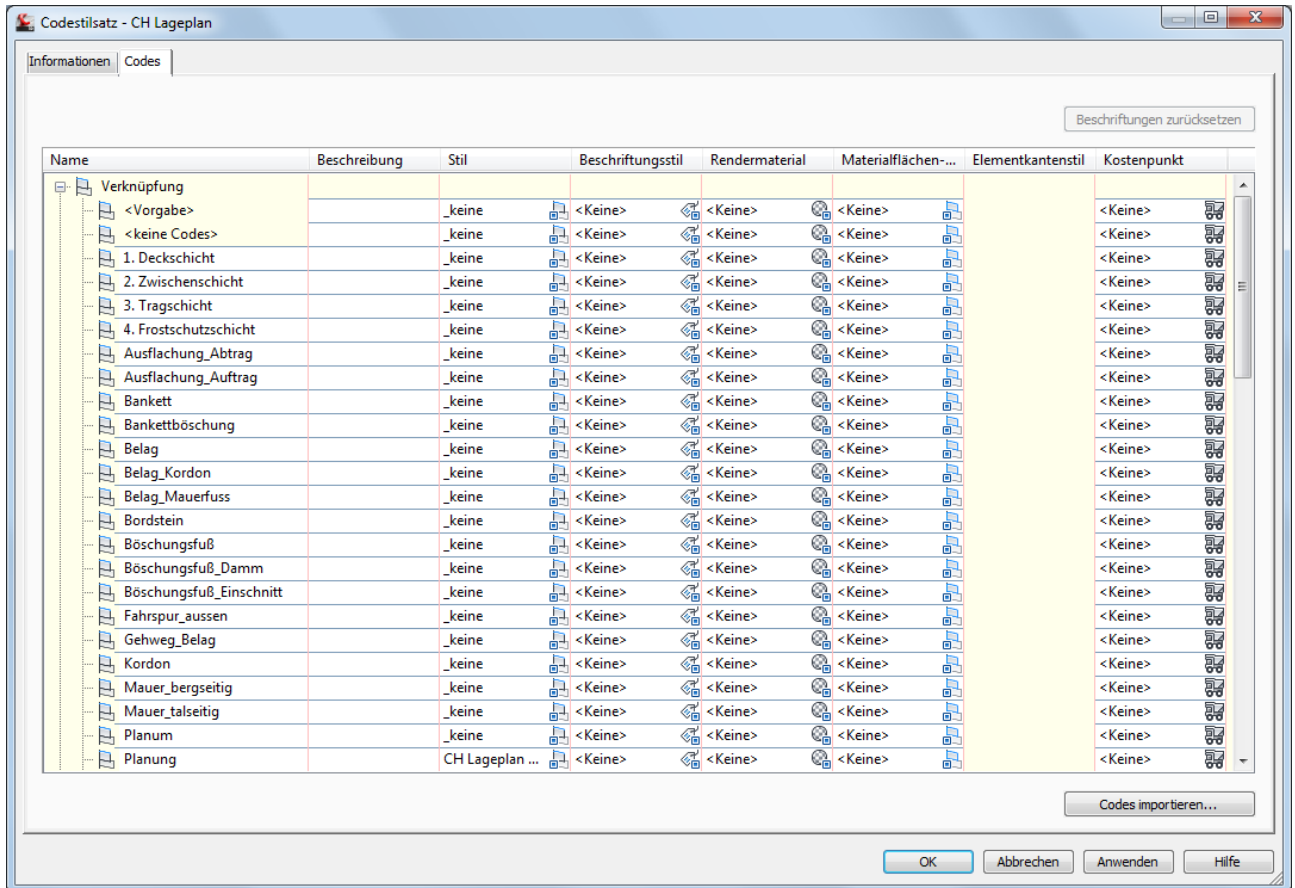 Codestilsatz - CH Lageplan
Informationen Codes
Beschriftungen zurücksetzen
Name Beschreibung Stil Beschriftungsstil Rendermaterial Materialflächen-... Elementkantenstil Kostenpunkt
Verknüpfung
<Vorgabe> _keine <Keine> <Keine> <Keine> <Keine>
<keine Codes> _keine <Keine> <Keine> <Keine> <Keine>
1. Deckschicht _keine <Keine> <Keine> <Keine> <Keine>
2. Zwischenschicht _keine <Keine> <Keine> <Keine> <Keine>
3. Tragschicht _keine <Keine> <Keine> <Keine> <Keine>
4. Frostschutzschicht _keine <Keine> <Keine> <Keine> <Keine>
Ausflachung_Abtrag _keine <Keine> <Keine> <Keine> <Keine>
Ausflachung_Auftrag _keine <Keine> <Keine> <Keine> <Keine>
Bankett _keine <Keine> <Keine> <Keine> <Keine>
Bankettböschung _keine <Keine> <Keine> <Keine> <Keine>
Belag _keine <Keine> <Keine> <Keine> <Keine>
Belag_Kordon _keine <Keine> <Keine> <Keine> <Keine>
Belag_Mauerfuss _keine <Keine> <Keine> <Keine> <Keine>
Bordstein _keine <Keine> <Keine> <Keine> <Keine>
Böschungsfuß _keine <Keine> <Keine> <Keine> <Keine>
Böschungsfuß_Damm _keine <Keine> <Keine> <Keine> <Keine>
Böschungsfuß_Einschnitt _keine <Keine> <Keine> <Keine> <Keine>
Fahrspur_aussen _keine <Keine> <Keine> <Keine> <Keine>
Gehweg_Belag _keine <Keine> <Keine> <Keine> <Keine>
Kordon _keine <Keine> <Keine> <Keine> <Keine>
Mauer_bergseitig _keine <Keine> <Keine> <Keine> <Keine>
Mauer_talseitig _keine <Keine> <Keine> <Keine> <Keine>
Planum _keine <Keine> <Keine> <Keine> <Keine>
Planung CH Lageplan ... <Keine> <Keine> <Keine> <Keine>
Codes importieren...
OK Abbrechen Anwenden Hilfe